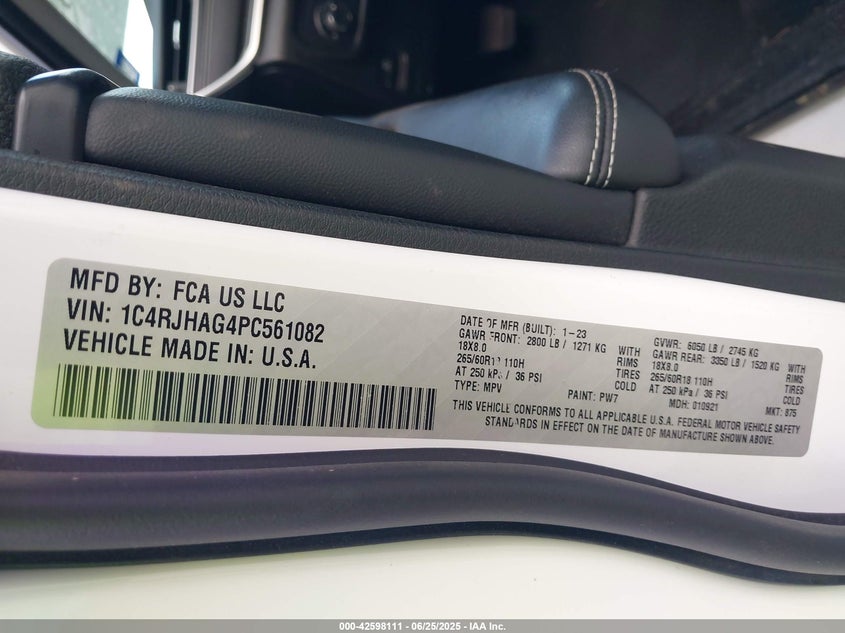 MFD BY: FCA US LLC
VIN: 1C4RJHAG4PC561082
VEHICLE MADE IN: U.S.A.
DATE OF MFR (BUILT): 1-23
GAWR FRONT: 2800 LB / 1271 KG WITH
18X8.0 RIMS
265/60R18 110H TIRES
AT 250 kPa / 36 PSI COLD
TYPE: MPV PAINT: PW7
GVWR: 6050 LB / 2745 KG
GAWR REAR: 3350 LB / 1520 KG WITH
18X8.0 RIMS
265/60R18 110H TIRES
AT 250 kPa / 36 PSI COLD
MDH: 010921 MKT: 875
THIS VEHICLE CONFORMS TO ALL APPLICABLE U.S.A. FEDERAL MOTOR VEHICLE SAFETY
STANDARDS IN EFFECT ON THE DATE OF MANUFACTURE SHOWN ABOVE.
000-42598111 - 06/25/2025 - IAA Inc.